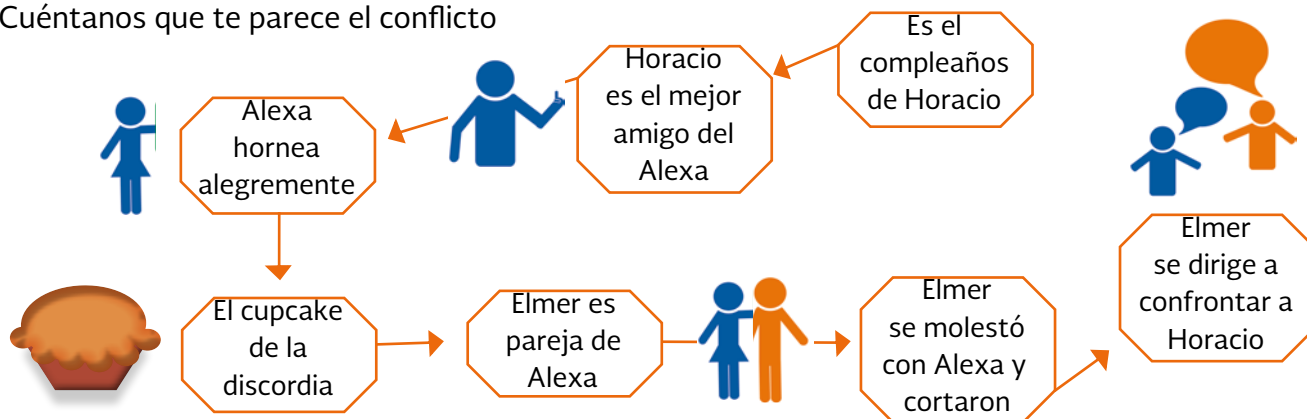 Cuéntanos que te parece el conflicto
Es el
compleaños
de Horacio
Horacio
es el mejor
amigo del
Alexa
Alexa
hornea
alegremente
El cupcake
de la
discordia
Elmer es
pareja de
Alexa
Elmer
se molestó
con Alexa y
cortaron
Elmer
se dirige a
confrontar a
Horacio